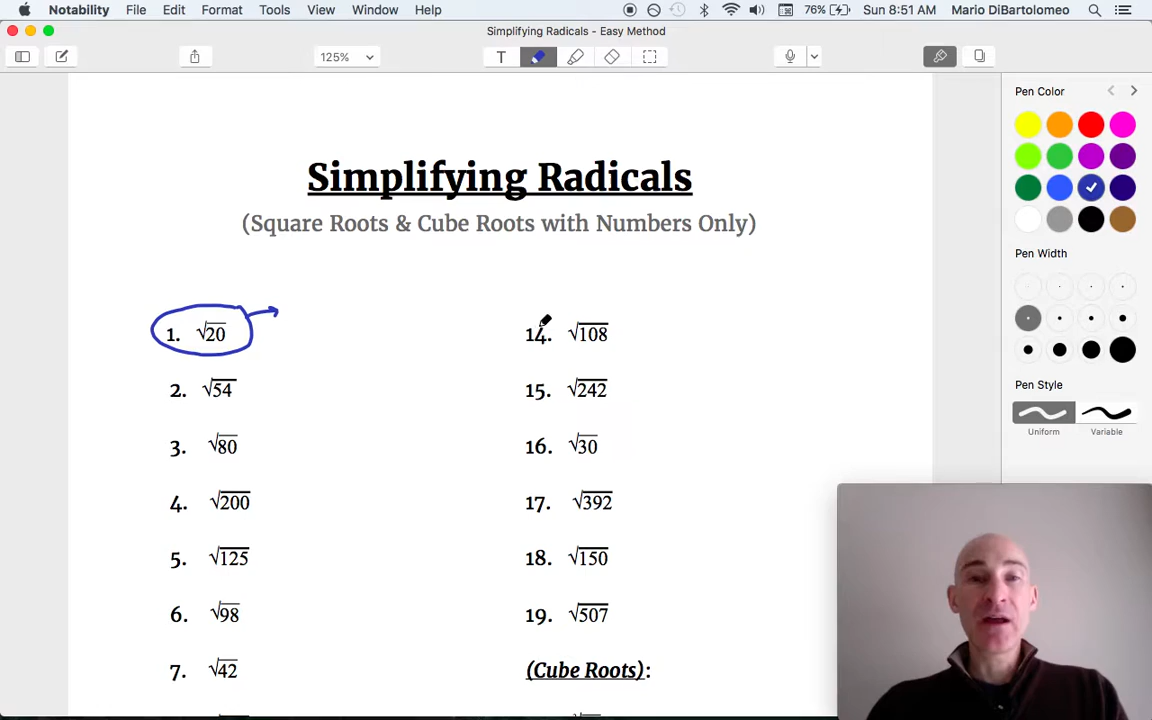 Notability File Edit Format Tools View Window Help 76% Sun 8:51 AM Mario DiBartolomeo
Simplifying Radicals - Easy Method
125% T
Simplifying Radicals
(Square Roots & Cube Roots with Numbers Only)
1. √20
2. √54
3. √80
4. √200
5. √125
6. √98
7. √42
14. √108
15. √242
16. √30
17. √392
18. √150
19. √507
(Cube Roots):
Pen Color
Pen Width
Pen Style
Uniform Variable